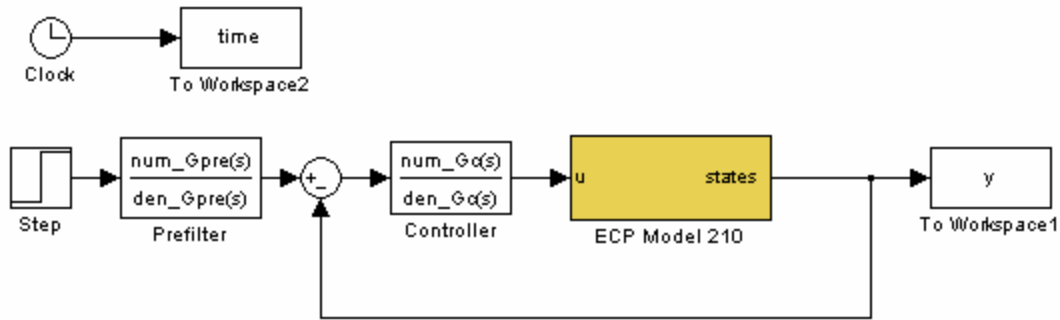 time
Clock
To Workspace2
num_Gpre(s)
den_Gpre(s)
+
-
num_Gc(s)
den_Gc(s)
u
states
y
Step
Prefilter
Controller
ECP Model 210
To Workspace1